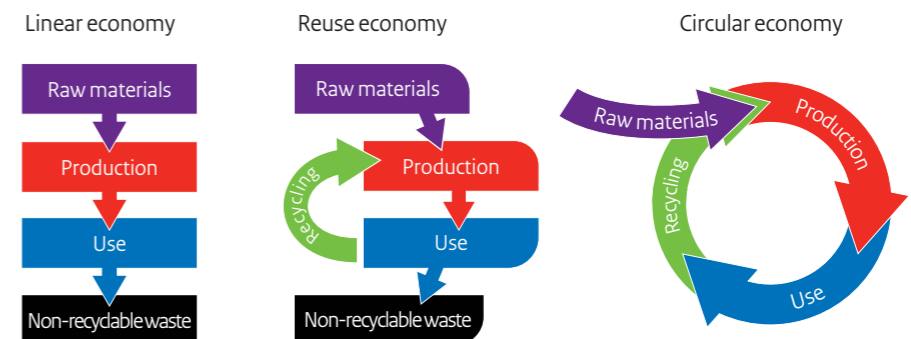 Linear economy
Raw materials
Production
Use
Non-recyclable waste
Reuse economy
Raw materials
Production
Recycling
Use
Non-recyclable waste
Circular economy
Raw materials
Production
Recycling
Use